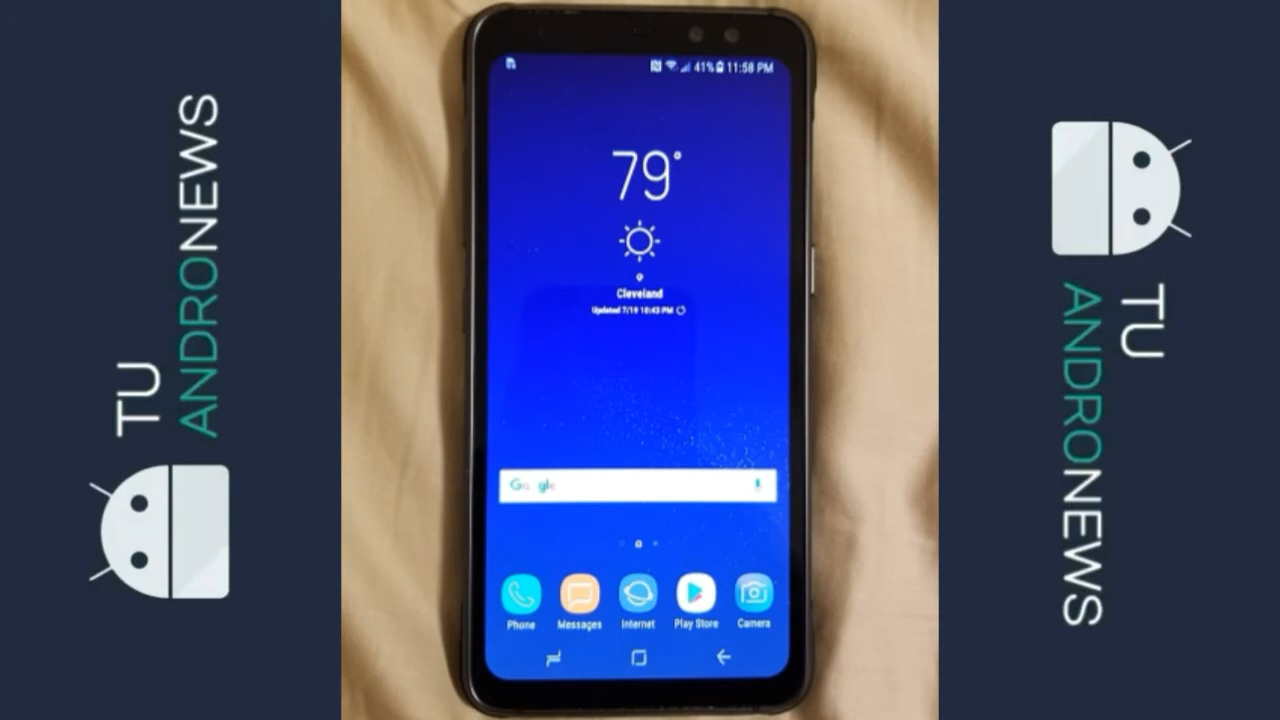 TU
ANDRONEWS
41% 11:58 PM
79°
Cleveland
Updated 7/19 10:43 PM
Google
Phone
Messages
Internet
Play Store
Camera
TU
ANDRONEWS